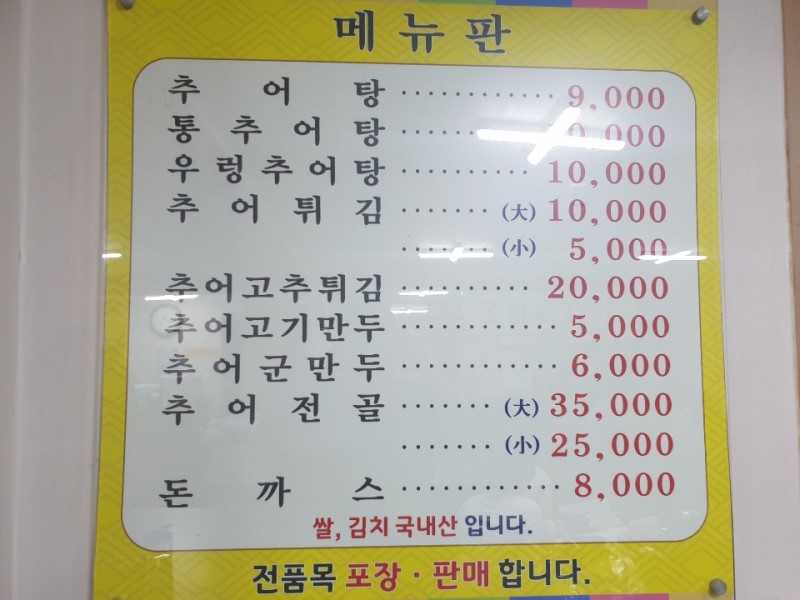 메뉴판
추어탕 ············ 9,000
통추어탕
우렁추어탕 ·········· 10,000
추어튀김 ······· (大) 10,000
······· (小) 5,000
추어고추튀김 ·········· 20,000
추어고기만두 ············ 5,000
추어군만두 ············ 6,000
추어전골 ······· (大) 35,000
······· (小) 25,000
돈까스 ············ 8,000
쌀, 김치 국내산 입니다.
전품목 포장·판매 합니다.